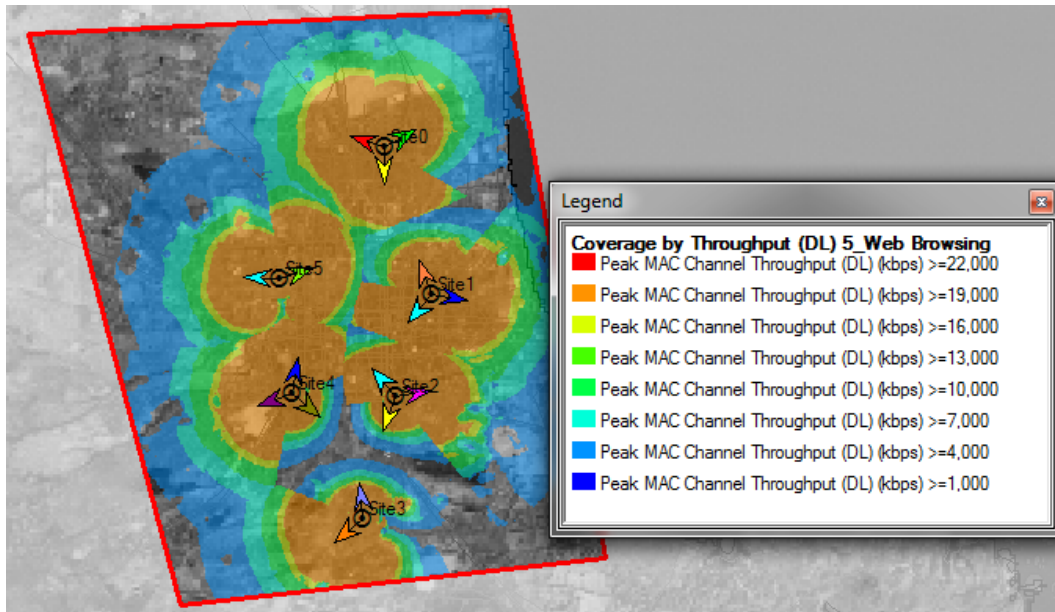 Site0
Site5
Site1
Site4
Site2
Site3
Legend
Coverage by Throughput (DL) 5_Web Browsing
Peak MAC Channel Throughput (DL) (kbps) >=22,000
Peak MAC Channel Throughput (DL) (kbps) >=19,000
Peak MAC Channel Throughput (DL) (kbps) >=16,000
Peak MAC Channel Throughput (DL) (kbps) >=13,000
Peak MAC Channel Throughput (DL) (kbps) >=10,000
Peak MAC Channel Throughput (DL) (kbps) >=7,000
Peak MAC Channel Throughput (DL) (kbps) >=4,000
Peak MAC Channel Throughput (DL) (kbps) >=1,000